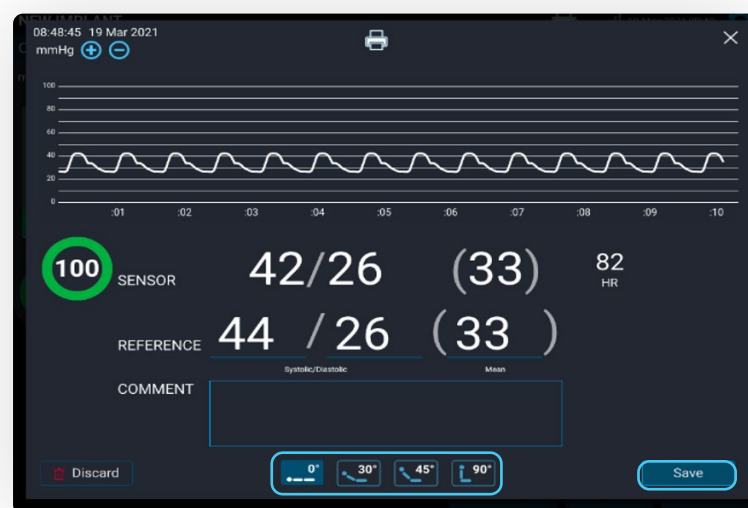 NEW IMPLANT
08:48:45 19 Mar 2021
mmHg
100
80
60
40
20
0
:01 :02 :03 :04 :05 :06 :07 :08 :09 :10
100 SENSOR 42/26 (33) 82
HR
REFERENCE 44 / 26 (33)
Systolic/Diastolic Mean
COMMENT
Discard 0° 30° 45° 90° Save